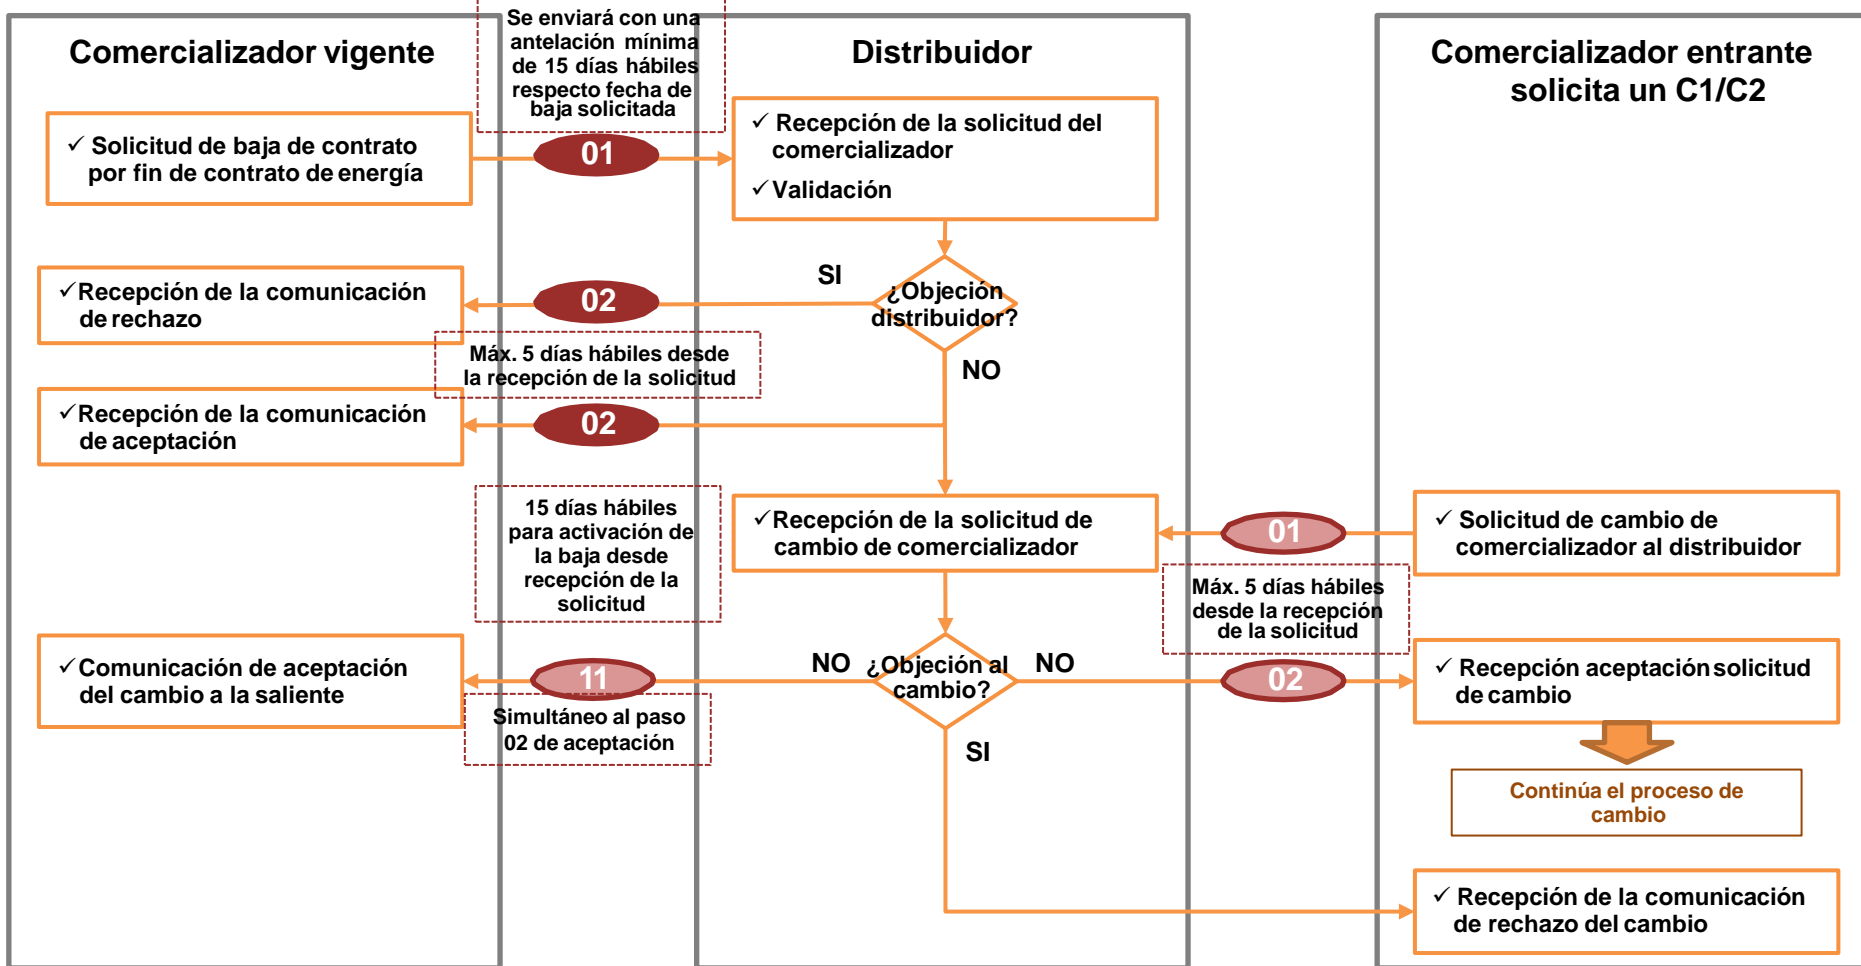 Comercializador vigente
Se enviará con una
antelación mínima
de 15 días hábiles
respecto fecha de
baja solicitada
Distribuidor
Comercializador entrante
solicita un C1/C2
✓ Solicitud de baja de contrato
por fin de contrato de energía
01
✓ Recepción de la solicitud del
comercializador
✓ Validación
SI
¿Objeción
distribuidor?
02
✓ Recepción de la comunicación
de rechazo
Máx. 5 días hábiles desde
la recepción de la solicitud
NO
✓ Recepción de la comunicación
de aceptación
02
15 días hábiles
para activación de
la baja desde
recepción de la
solicitud
✓ Recepción de la solicitud de
cambio de comercializador
01
✓ Solicitud de cambio de
comercializador al distribuidor
Máx. 5 días hábiles
desde la recepción
de la solicitud
✓ Comunicación de aceptación
del cambio a la saliente
11
NO
¿Objeción al
cambio?
NO
02
✓ Recepción aceptación solicitud
de cambio
Simultáneo al paso
02 de aceptación
SI
Continúa el proceso de
cambio
✓ Recepción de la comunicación
de rechazo del cambio